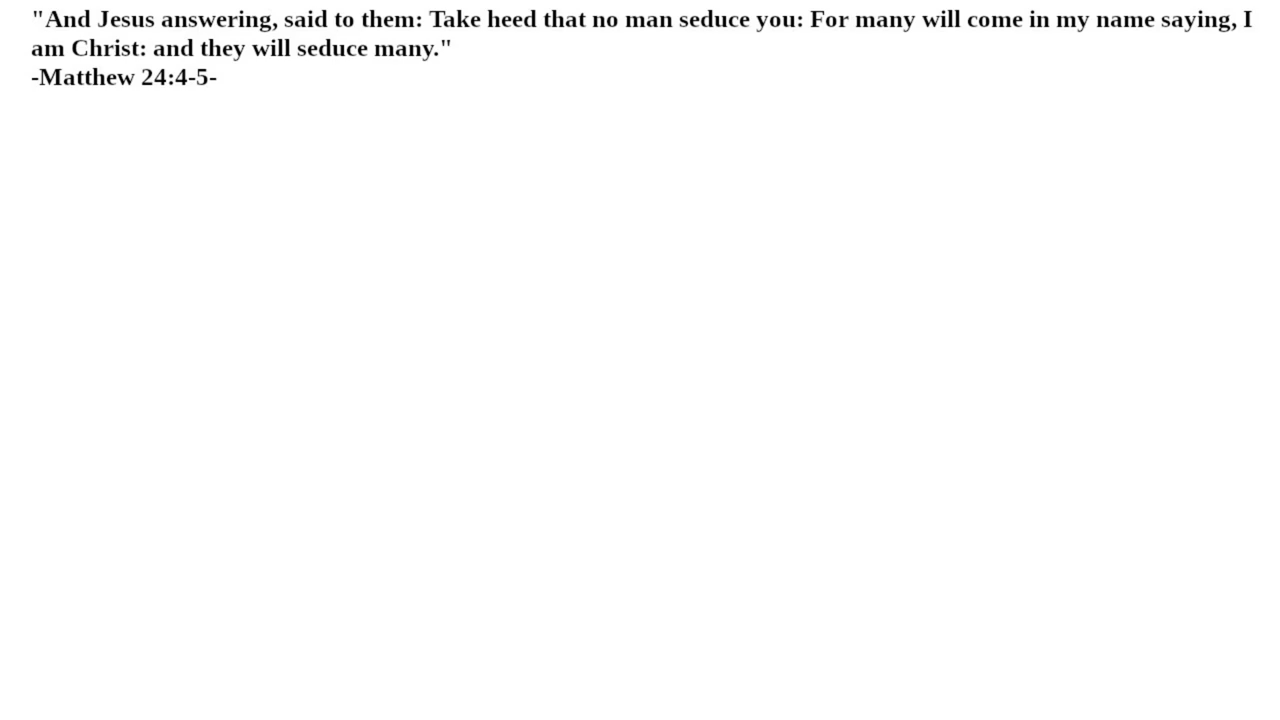 "And Jesus answering, said to them: Take heed that no man seduce you: For many will come in my name saying, I
am Christ: and they will seduce many."
-Matthew 24:4-5-